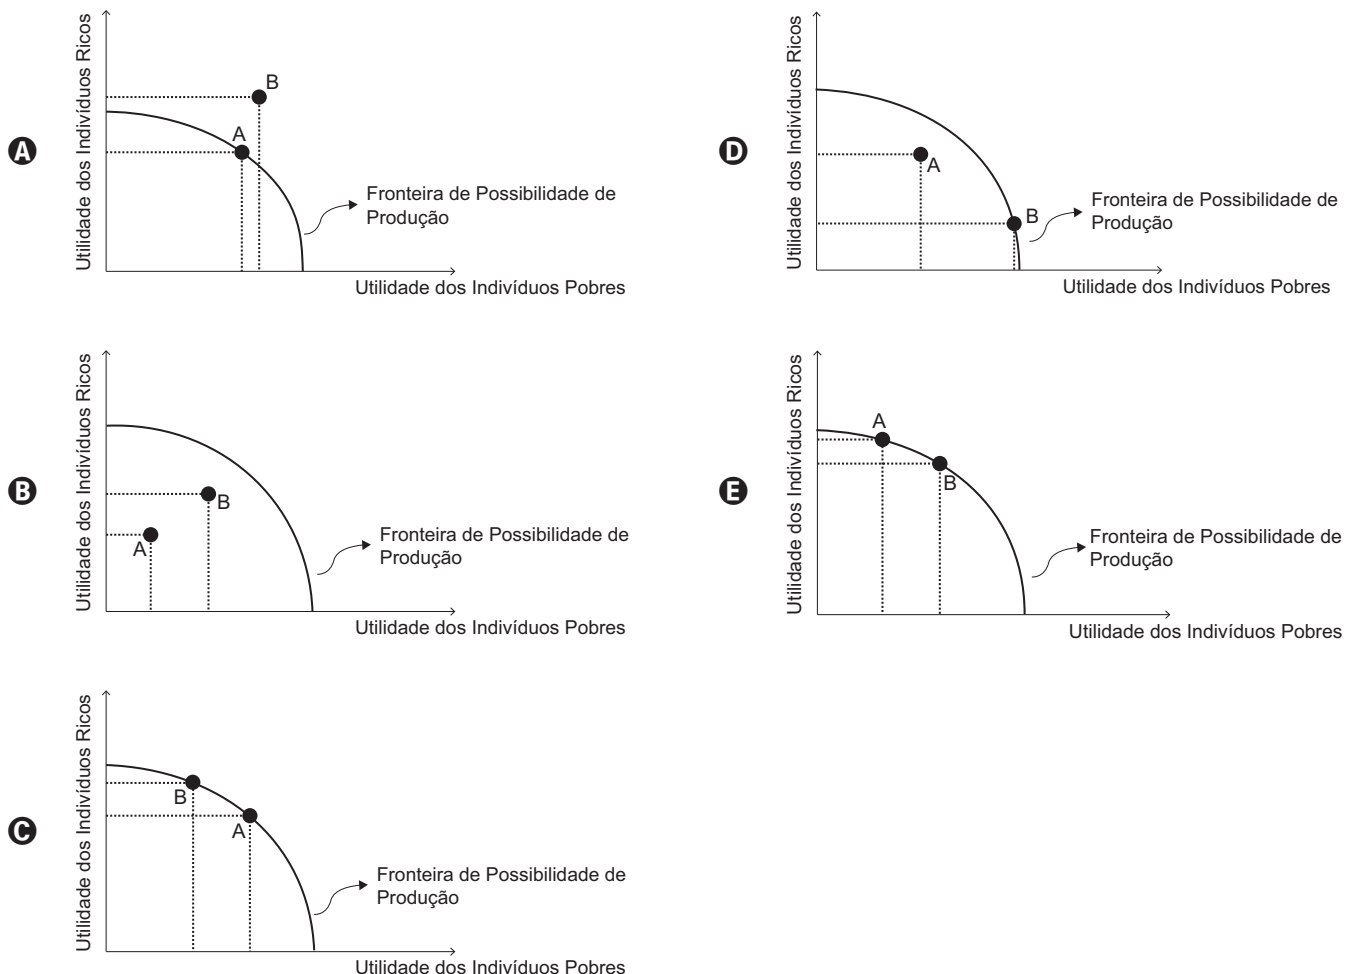 A
Utilidade dos Indivíduos Ricos
B
A
Fronteira de Possibilidade de
Produção
Utilidade dos Indivíduos Pobres
B
Utilidade dos Indivíduos Ricos
B
A
Fronteira de Possibilidade de
Produção
Utilidade dos Indivíduos Pobres
C
Utilidade dos Indivíduos Ricos
B
A
Fronteira de Possibilidade de
Produção
Utilidade dos Indivíduos Pobres
D
Utilidade dos Indivíduos Ricos
A
B
Fronteira de Possibilidade de
Produção
Utilidade dos Indivíduos Pobres
E
Utilidade dos Indivíduos Ricos
A
B
Fronteira de Possibilidade de
Produção
Utilidade dos Indivíduos Pobres